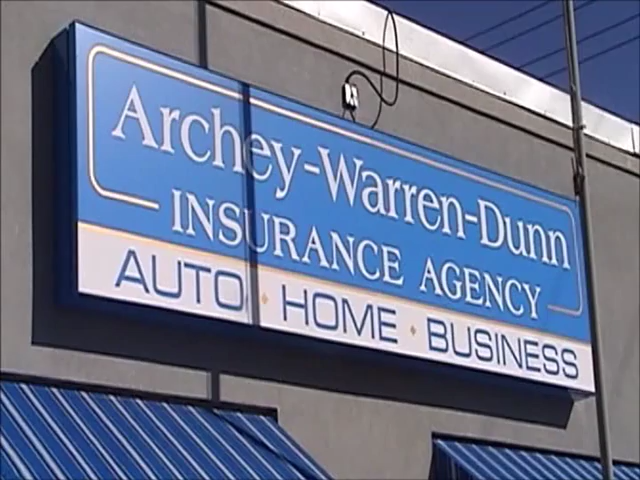 Archey-Warren-Dunn
INSURANCE AGENCY
AUTO • HOME • BUSINESS